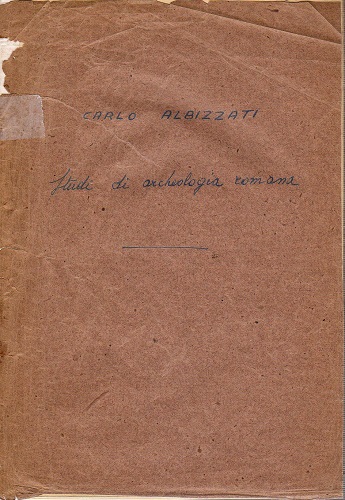 CARLO ALBIZZATI
Studi di archeologia romana